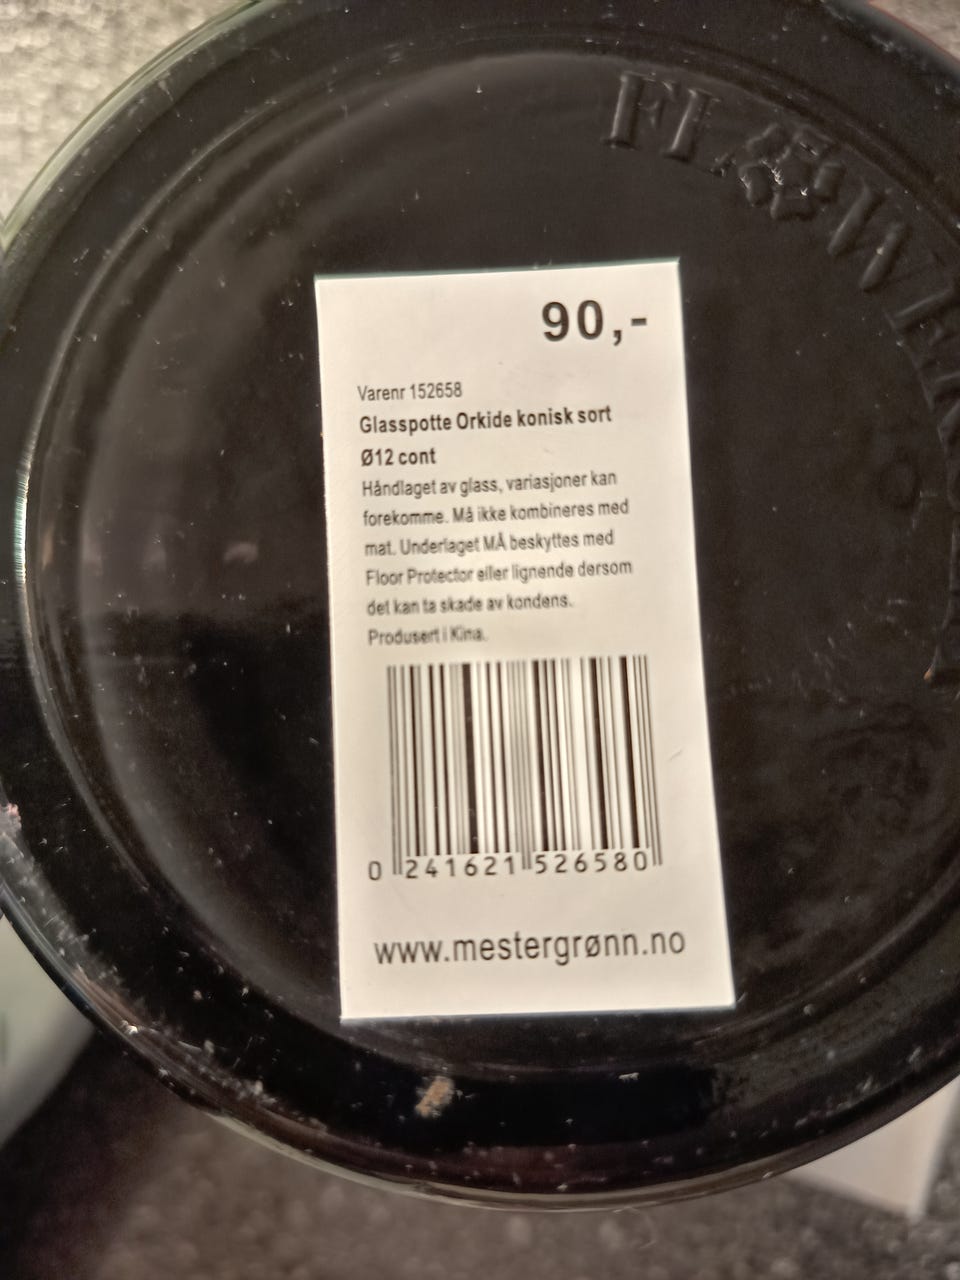 FLOWER
90,-
Varenr 152658
Glasspotte Orkide konisk sort
Ø12 cont
Håndlaget av glass, variasjoner kan
forekomme. Må ikke kombineres med
mat. Underlaget MÅ beskyttes med
Floor Protector eller lignende dersom
det kan ta skade av kondens.
Produsert i Kina.
0 241621 526580
www.mestergrønn.no